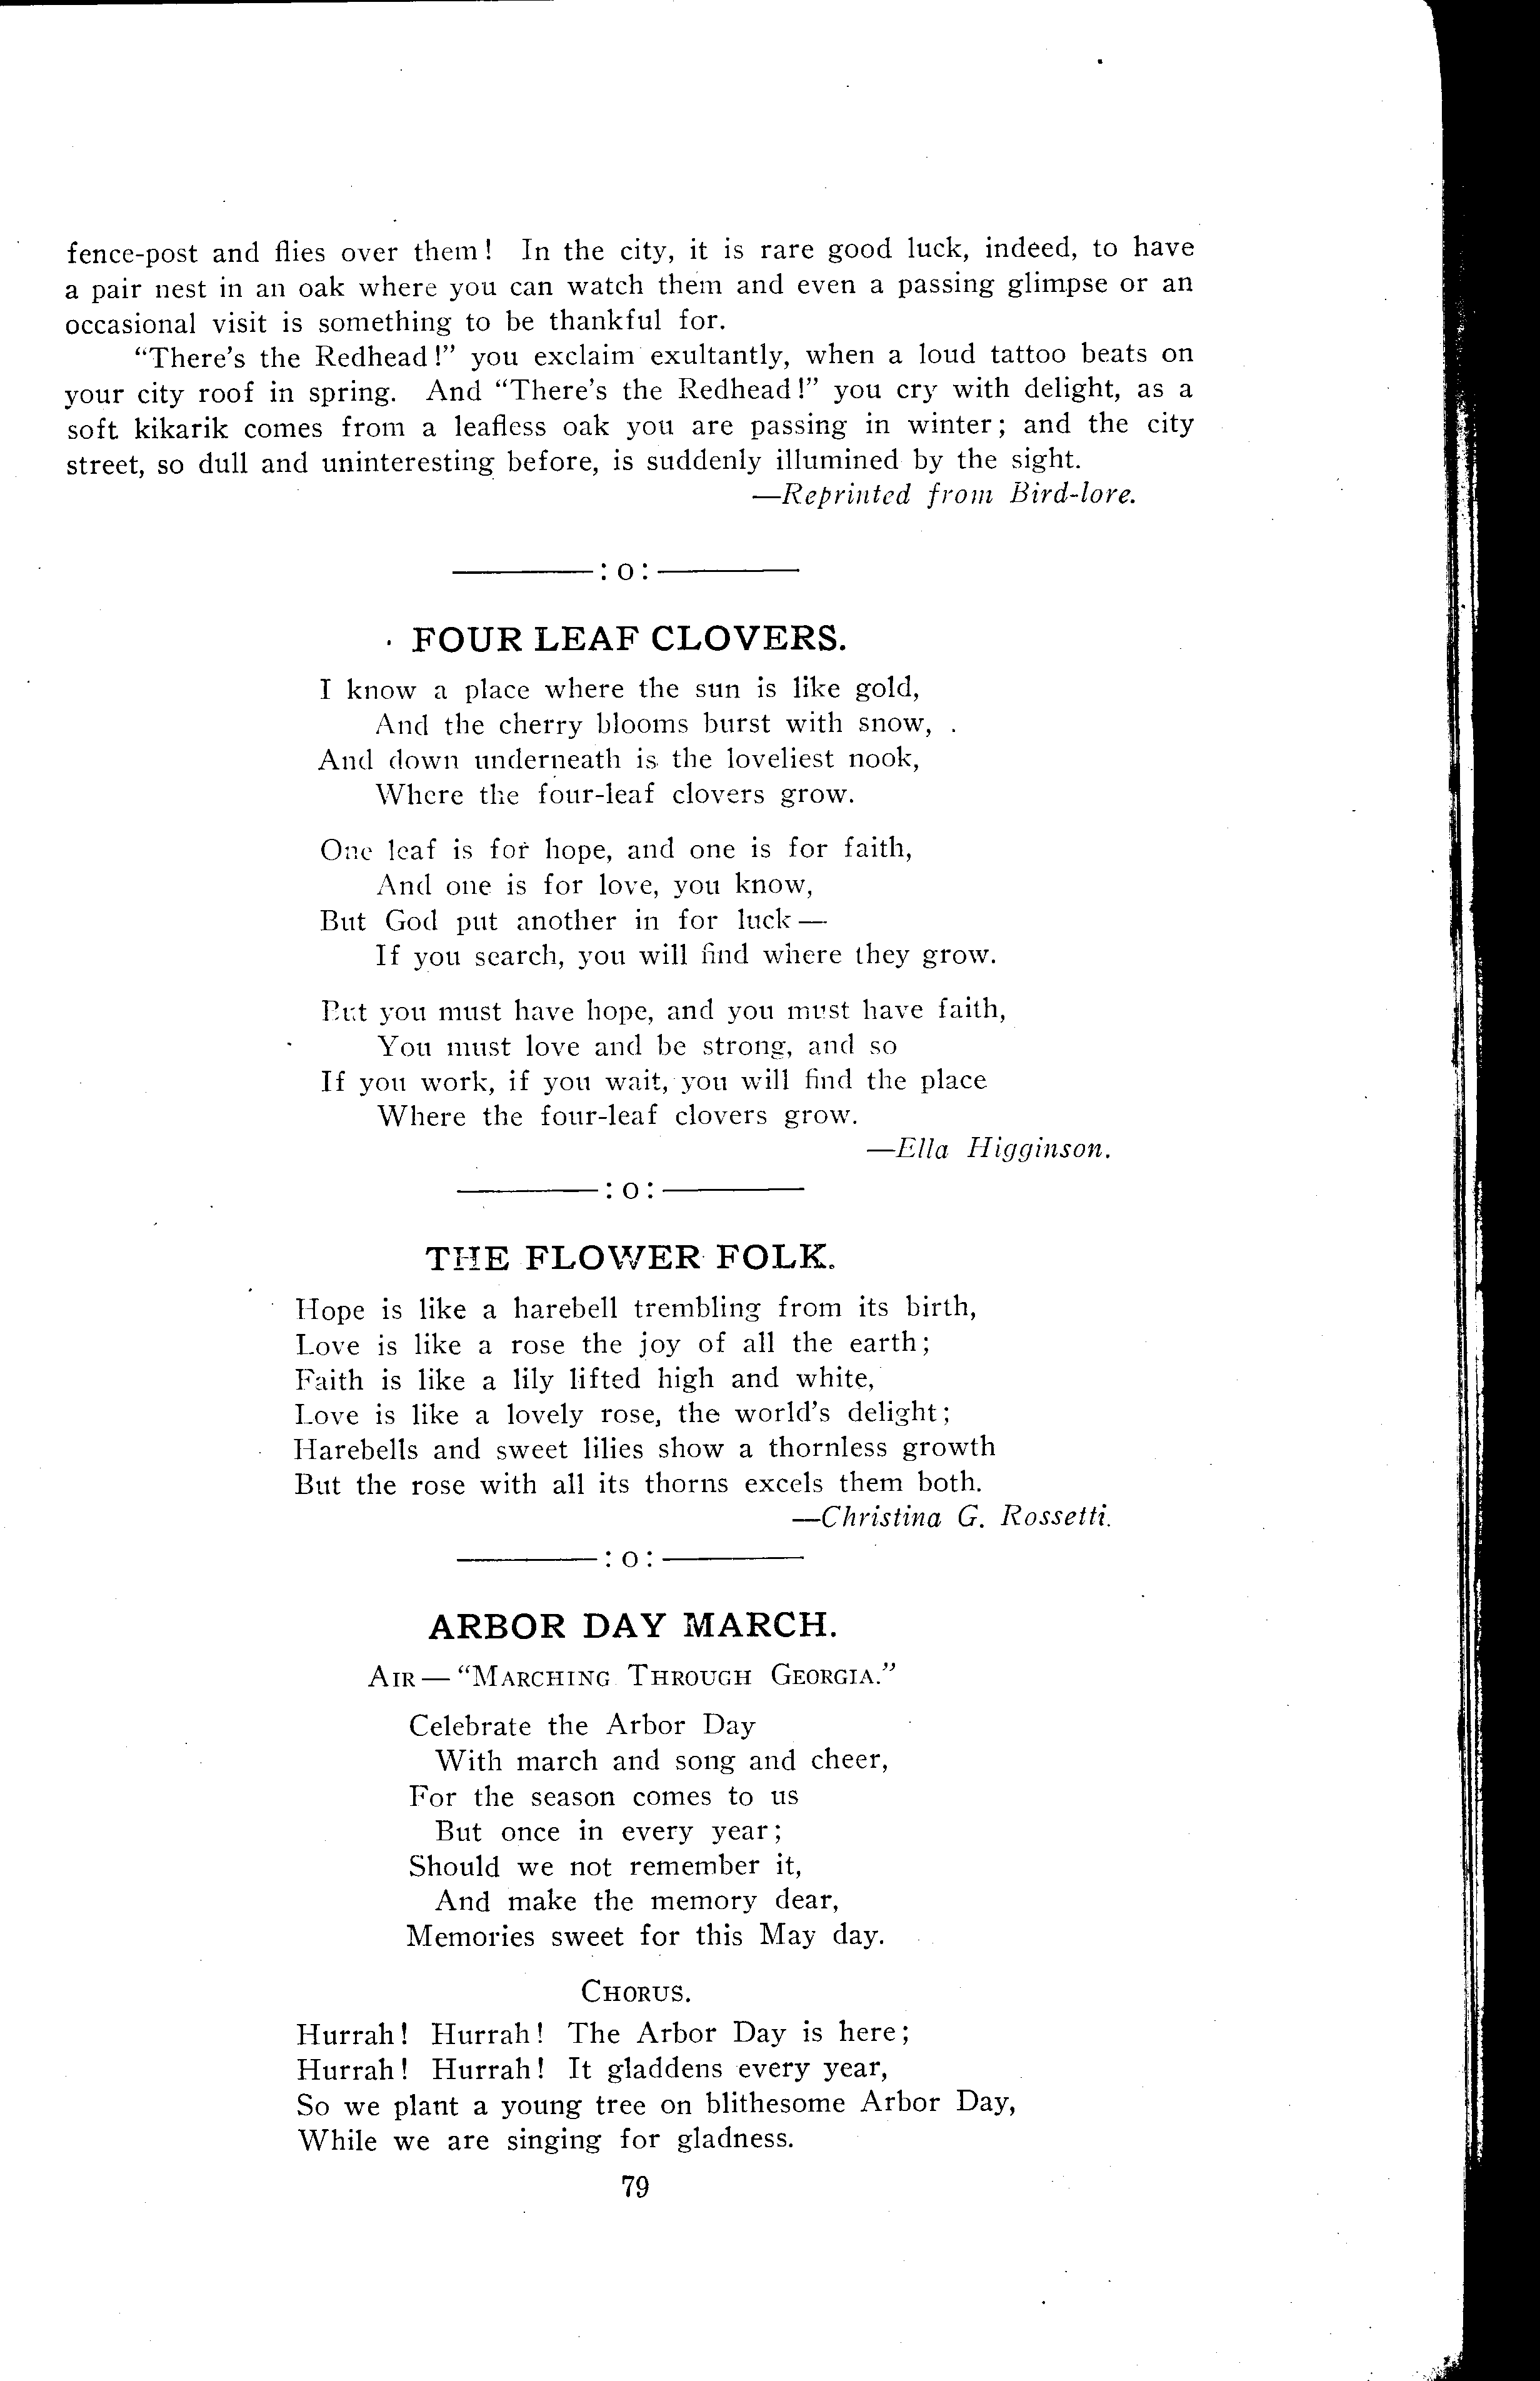 fence-post and flies over them! In the city, it is rare good luck, indeed, to have
a pair nest in an oak where you can watch them and even a passing glimpse or an
occasional visit is something to be thankful for.
“There’s the Redhead!” you exclaim exultantly, when a loud tattoo beats on
your city roof in spring. And “There’s the Redhead!” you cry with delight, as a
soft kikarik comes from a leafless oak you are passing in winter; and the city
street, so dull and uninteresting before, is suddenly illumined by the sight.
—Reprinted from Bird-lore.
———:o:———
FOUR LEAF CLOVERS.
I know a place where the sun is like gold,
And the cherry blooms burst with snow,
And down underneath is the loveliest nook,
Where the four-leaf clovers grow.
One leaf is for hope, and one is for faith,
And one is for love, you know,
But God put another in for luck —
If you search, you will find where they grow.
But you must have hope, and you must have faith,
You must love and be strong, and so
If you work, if you wait, you will find the place
Where the four-leaf clovers grow.
—Ella Higginson.
———:o:———
THE FLOWER FOLK.
Hope is like a harebell trembling from its birth,
Love is like a rose the joy of all the earth;
Faith is like a lily lifted high and white,
Love is like a lovely rose, the world’s delight;
Harebells and sweet lilies show a thornless growth
But the rose with all its thorns excels them both.
—Christina G. Rossetti.
———:o:———
ARBOR DAY MARCH.
AIR — “MARCHING THROUGH GEORGIA.”
Celebrate the Arbor Day
With march and song and cheer,
For the season comes to us
But once in every year;
Should we not remember it,
And make the memory dear,
Memories sweet for this May day.
CHORUS.
Hurrah! Hurrah! The Arbor Day is here;
Hurrah! Hurrah! It gladdens every year,
So we plant a young tree on blithesome Arbor Day,
While we are singing for gladness.
79